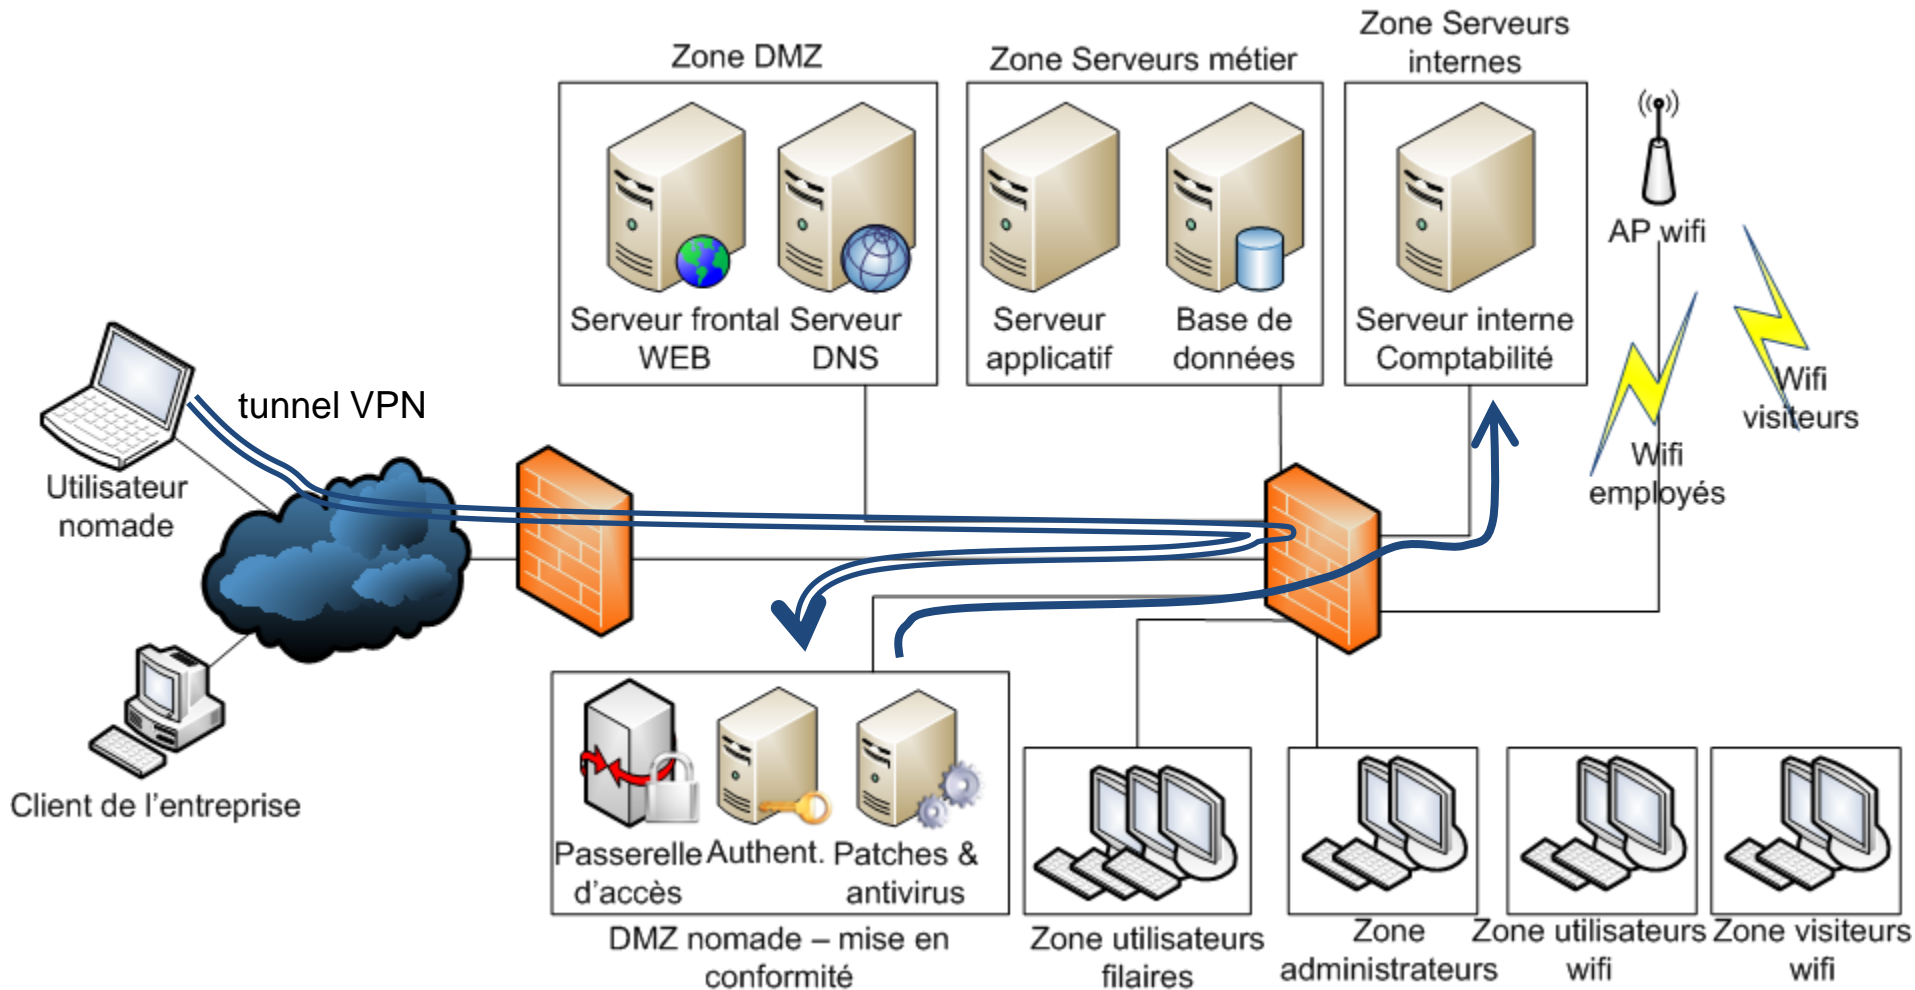 Zone Serveurs
internes
Zone DMZ
Zone Serveurs métier
AP wifi
Serveur frontal
WEB
Serveur
DNS
Serveur
applicatif
Base de
données
Serveur interne
Comptabilité
Wifi
visiteurs
tunnel VPN
Wifi
employés
Utilisateur
nomade
Client de l'entreprise
Passerelle
d'accès
Authent.
Patches &
antivirus
DMZ nomade – mise en
conformité
Zone utilisateurs
filaires
Zone
administrateurs
Zone utilisateurs
wifi
Zone visiteurs
wifi